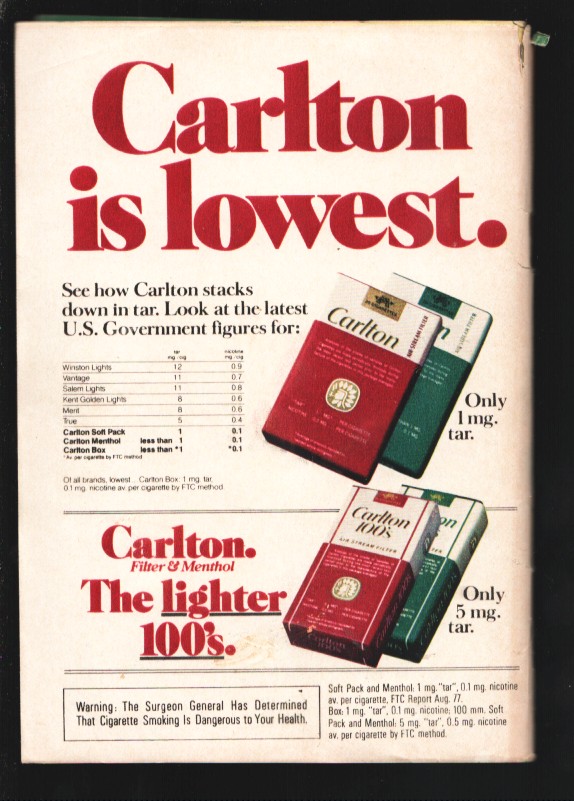 Carlton
is lowest.
See how Carlton stacks
down in tar. Look at the latest
U.S. Government figures for:
tar nicotine
mg./cig. mg./cig.
Winston Lights 12 0.9
Vantage 11 0.7
Salem Lights 11 0.8
Kent Golden Lights 8 0.6
Merit 8 0.6
True 5 0.4
Carlton Soft Pack 1 0.1
Carlton Menthol less than 1 0.1
Carlton Box less than *1 *0.1
*Av. per cigarette by FTC method
Of all brands, lowest... Carlton Box: 1 mg. tar,
0.1 mg. nicotine av. per cigarette by FTC method.
Carlton
AIR STREAM FILTER
Only
1 mg.
tar.
Carlton.
Filter & Menthol
The lighter
100's.
Carlton
100's
AIR STREAM FILTER
Only
5 mg.
tar.
Warning: The Surgeon General Has Determined
That Cigarette Smoking Is Dangerous to Your Health.
Soft Pack and Menthol: 1 mg. "tar", 0.1 mg. nicotine
av. per cigarette, FTC Report Aug. 77.
Box: 1 mg. "tar", 0.1 mg. nicotine; 100 mm. Soft
Pack and Menthol: 5 mg. "tar", 0.5 mg. nicotine
av. per cigarette by FTC method.